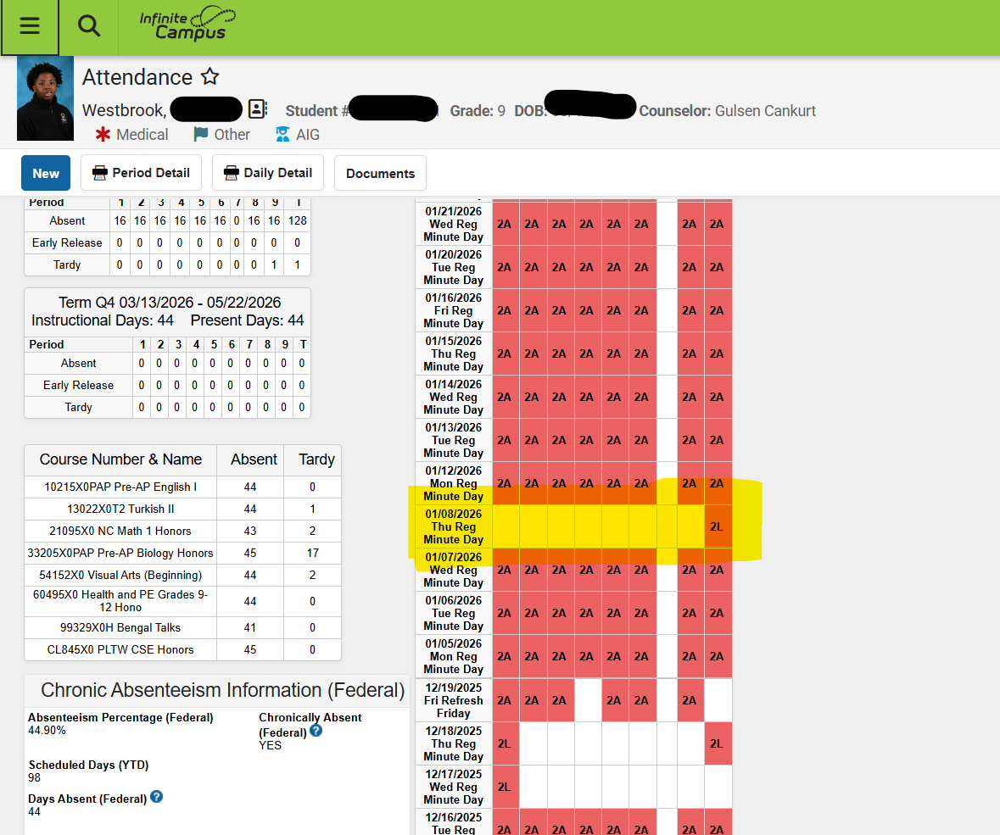 Infinite
Campus
Attendance
Westbrook, Student # Grade: 9 DOB: Counselor: Gulsen Cankurt
Medical Other AIG
New Period Detail Daily Detail Documents
Period 1 2 3 4 5 6 7 8 9 T
Absent 16 16 16 16 16 16 0 16 16 128
Early Release 0 0 0 0 0 0 0 0 0 0
Tardy 0 0 0 0 0 0 0 0 1 1
Term Q4 03/13/2026 - 05/22/2026
Instructional Days: 44 Present Days: 44
Period 1 2 3 4 5 6 7 8 9 T
Absent 0 0 0 0 0 0 0 0 0 0
Early Release 0 0 0 0 0 0 0 0 0 0
Tardy 0 0 0 0 0 0 0 0 0 0
Course Number & Name Absent Tardy
10215X0PAP Pre-AP English I 44 0
13022X0T2 Turkish II 44 1
21095X0 NC Math 1 Honors 43 2
33205X0PAP Pre-AP Biology Honors 45 17
54152X0 Visual Arts (Beginning) 44 2
60495X0 Health and PE Grades 9-
12 Hono 44 0
99329X0H Bengal Talks 41 0
CL845X0 PLTW CSE Honors 45 0
Chronic Absenteeism Information (Federal)
Absenteeism Percentage (Federal)
44.90%
Chronically Absent
(Federal) ?
YES
Scheduled Days (YTD)
98
Days Absent (Federal) ?
44
01/21/2026
Wed Reg 2A 2A 2A 2A 2A 2A 2A 2A
Minute Day
01/20/2026
Tue Reg 2A 2A 2A 2A 2A 2A 2A 2A
Minute Day
01/16/2026
Fri Reg 2A 2A 2A 2A 2A 2A 2A 2A
Minute Day
01/15/2026
Thu Reg 2A 2A 2A 2A 2A 2A 2A 2A
Minute Day
01/14/2026
Wed Reg 2A 2A 2A 2A 2A 2A 2A 2A
Minute Day
01/13/2026
Tue Reg 2A 2A 2A 2A 2A 2A 2A 2A
Minute Day
01/12/2026
Mon Reg 2A 2A 2A 2A 2A 2A 2A 2A
Minute Day
01/08/2026
Thu Reg 2L
Minute Day
01/07/2026
Wed Reg 2A 2A 2A 2A 2A 2A 2A 2A
Minute Day
01/06/2026
Tue Reg 2A 2A 2A 2A 2A 2A 2A 2A
Minute Day
01/05/2026
Mon Reg 2A 2A 2A 2A 2A 2A 2A 2A
Minute Day
12/19/2025
Fri Refresh 2A 2A 2A 2A 2A 2A
Friday
12/18/2025
Thu Reg 2L 2L
Minute Day
12/17/2025
Wed Reg 2L
Minute Day
12/16/2025
Tue Reg 2A 2A 2A 2A 2A 2A 2A 2A